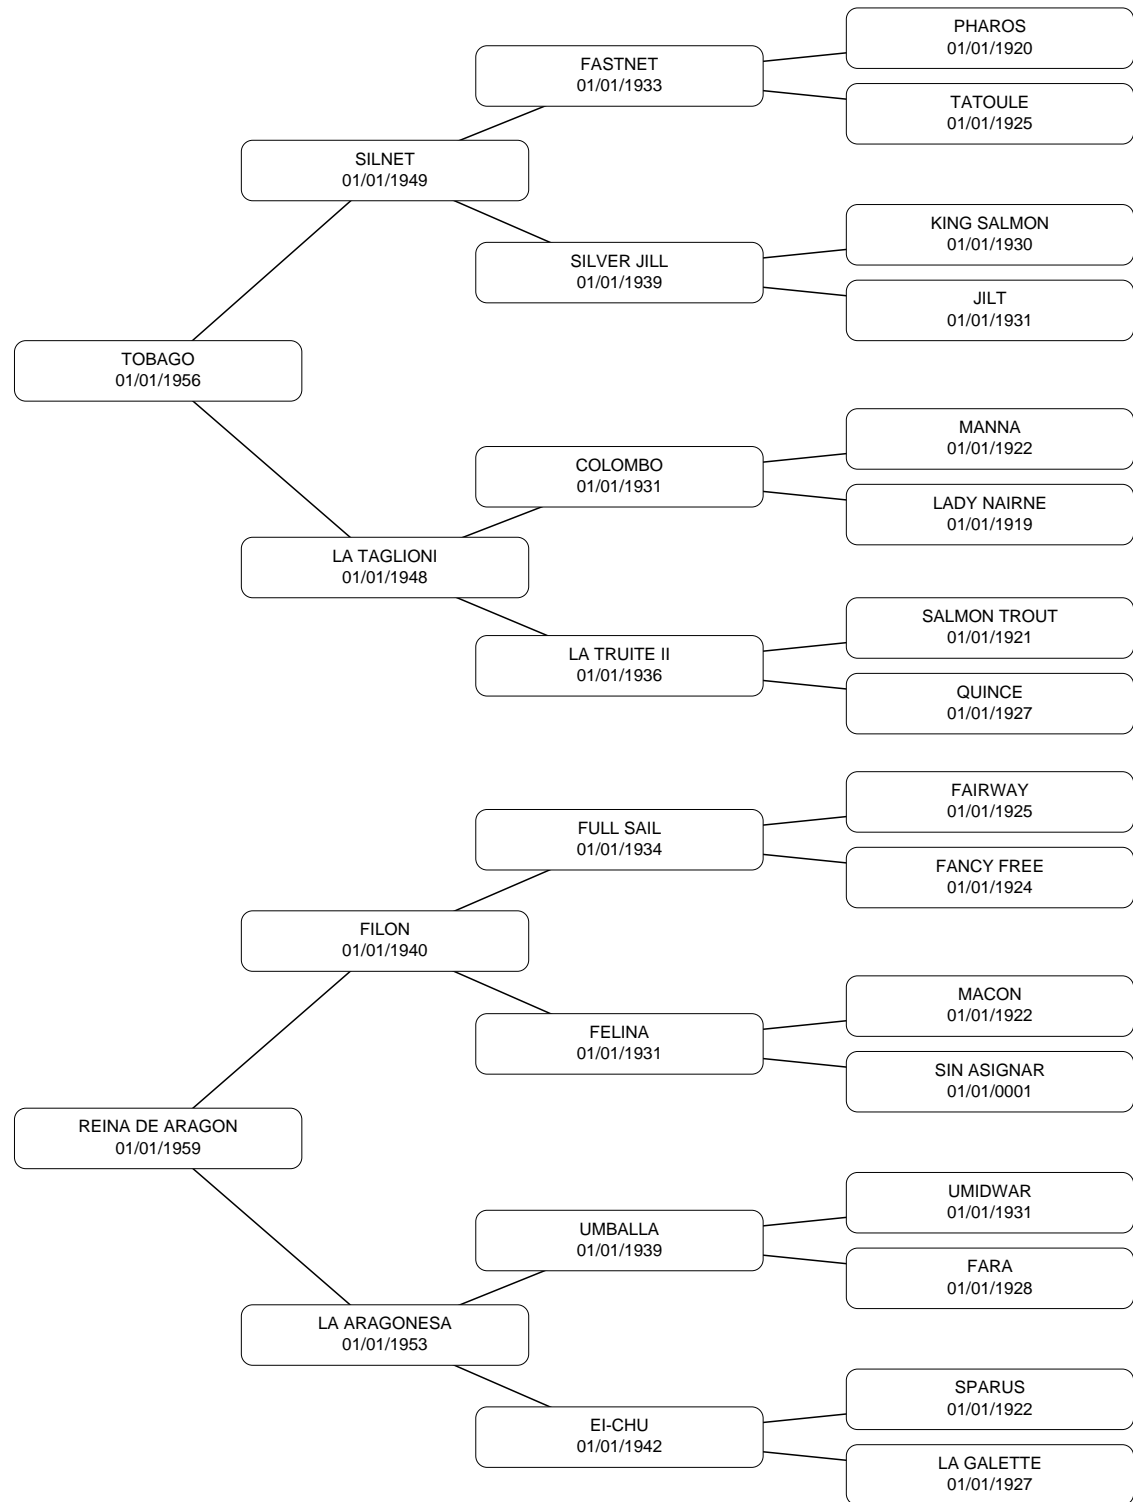 PHAROS
01/01/1920
FASTNET
01/01/1933
TATOULE
01/01/1925
SILNET
01/01/1949
KING SALMON
01/01/1930
SILVER JILL
01/01/1939
JILT
01/01/1931
TOBAGO
01/01/1956
MANNA
01/01/1922
COLOMBO
01/01/1931
LADY NAIRNE
01/01/1919
LA TAGLIONI
01/01/1948
SALMON TROUT
01/01/1921
LA TRUITE II
01/01/1936
QUINCE
01/01/1927
FAIRWAY
01/01/1925
FULL SAIL
01/01/1934
FANCY FREE
01/01/1924
FILON
01/01/1940
MACON
01/01/1922
FELINA
01/01/1931
SIN ASIGNAR
01/01/0001
REINA DE ARAGON
01/01/1959
UMIDWAR
01/01/1931
UMBALLA
01/01/1939
FARA
01/01/1928
LA ARAGONESA
01/01/1953
SPARUS
01/01/1922
EI-CHU
01/01/1942
LA GALETTE
01/01/1927